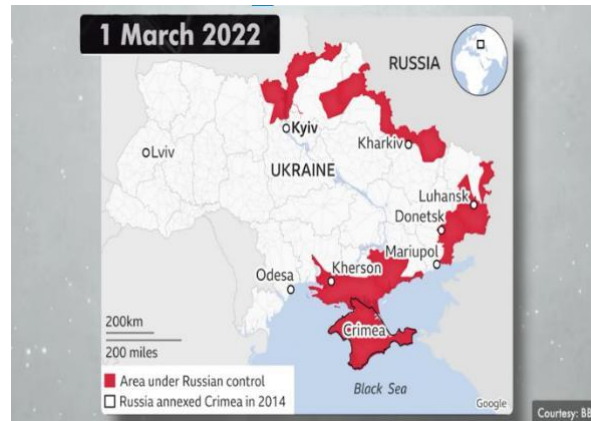 1 March 2022
RUSSIA
Kyiv
Kharkiv
Lviv
UKRAINE
Luhansk
Donetsk
Mariupol
Kherson
Odesa
Crimea
200km
200 miles
Area under Russian control
Russia annexed Crimea in 2014
Black Sea
Google
Courtesy: BB